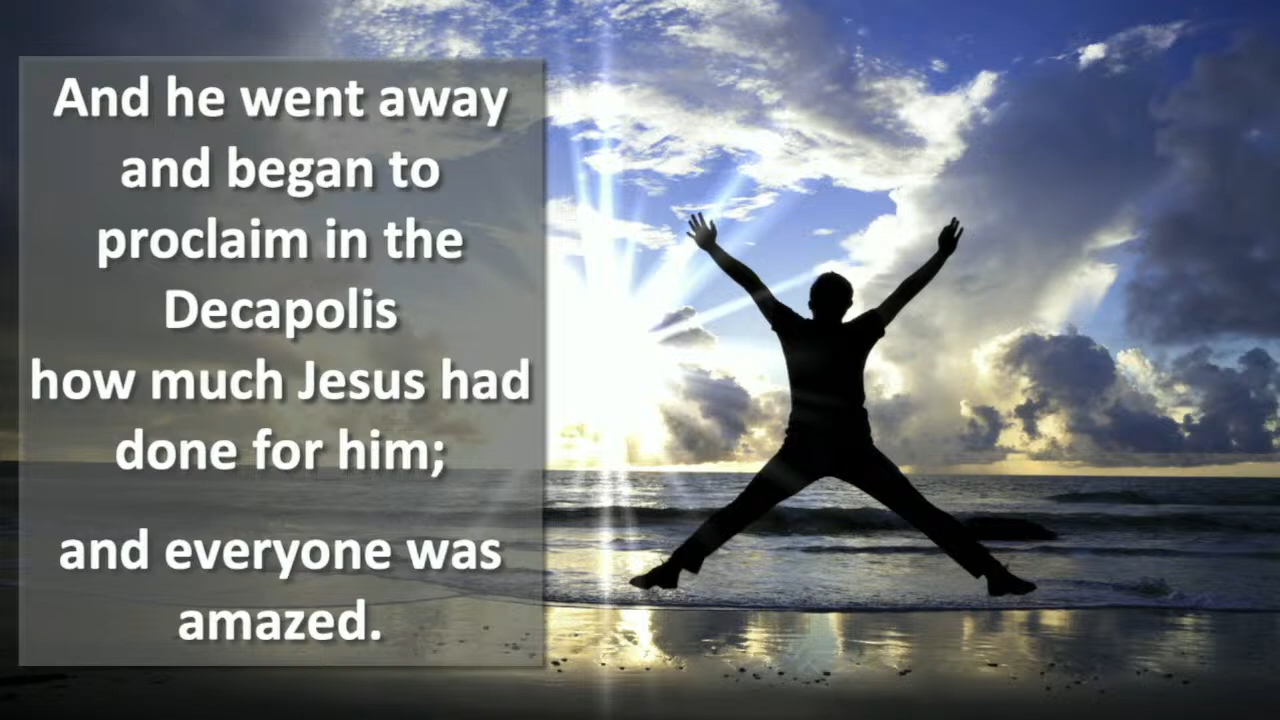 And he went away
and began to
proclaim in the
Decapolis
how much Jesus had
done for him;
and everyone was
amazed.